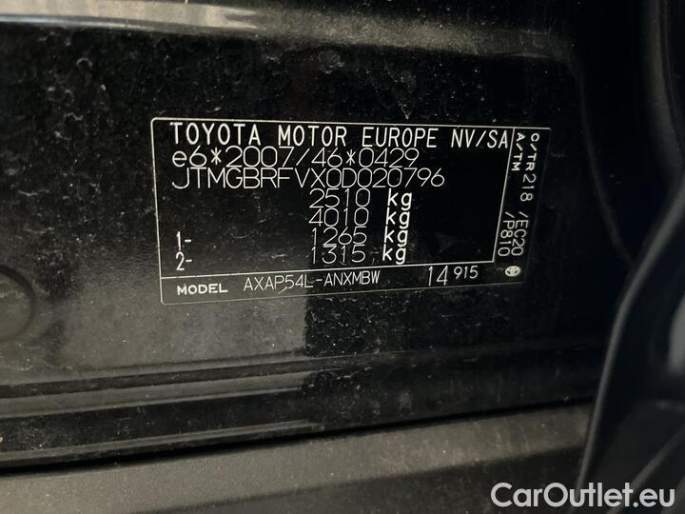 TOYOTA MOTOR EUROPE NV/SA
e6*2007/46*0429
JTMGBRFVX0D020796
2510 kg
4010 kg
1- 1265 kg
2- 1315 kg
MODEL AXAP54L-ANXMBW 14 915
C/TR 218 /EC20
A/TM /P810
CarOutlet.eu